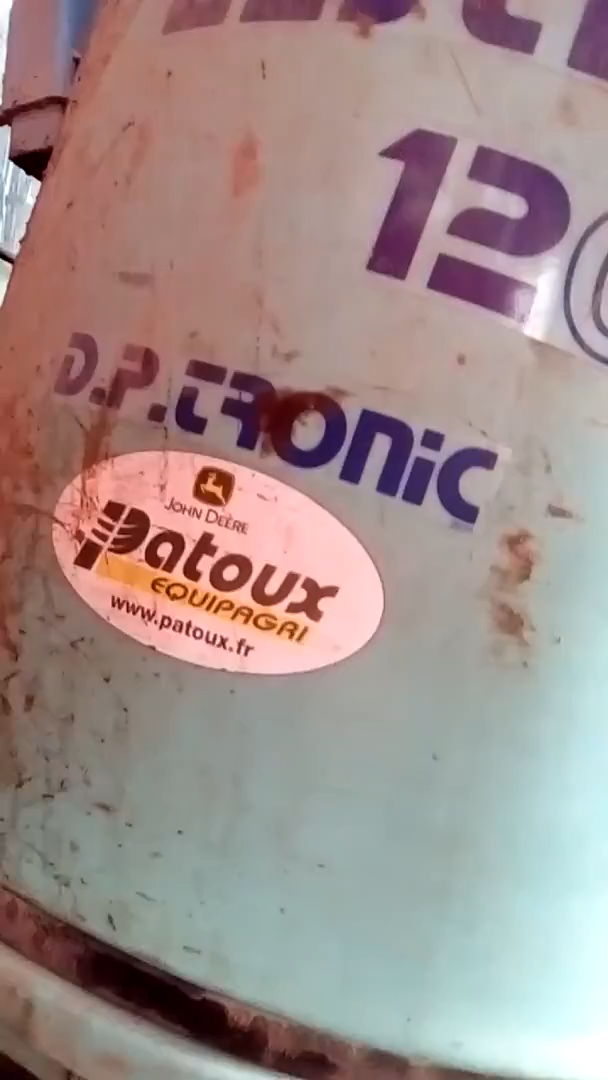 12
D.P.TRONIC
JOHN DEERE
Patoux
EQUIPAGRI
www.patoux.fr